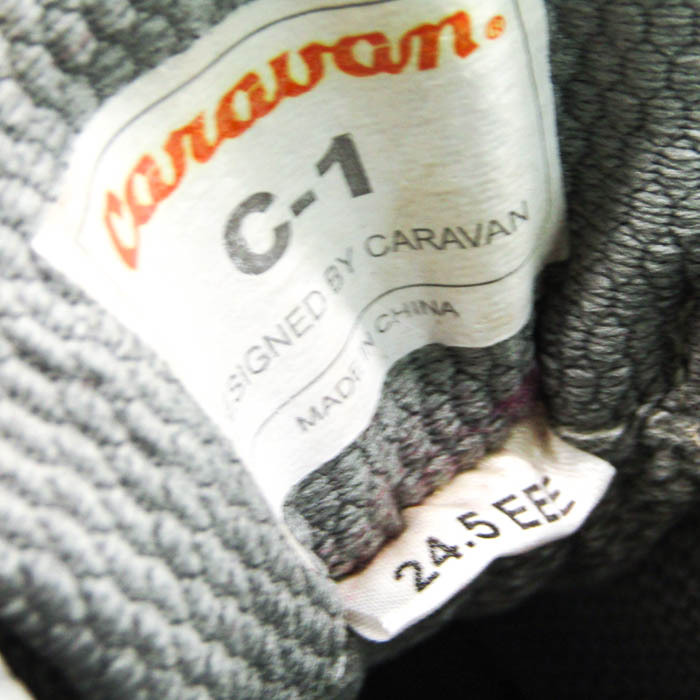 caravan®
C-1
DESIGNED BY CARAVAN
MADE IN CHINA
24.5 EEE